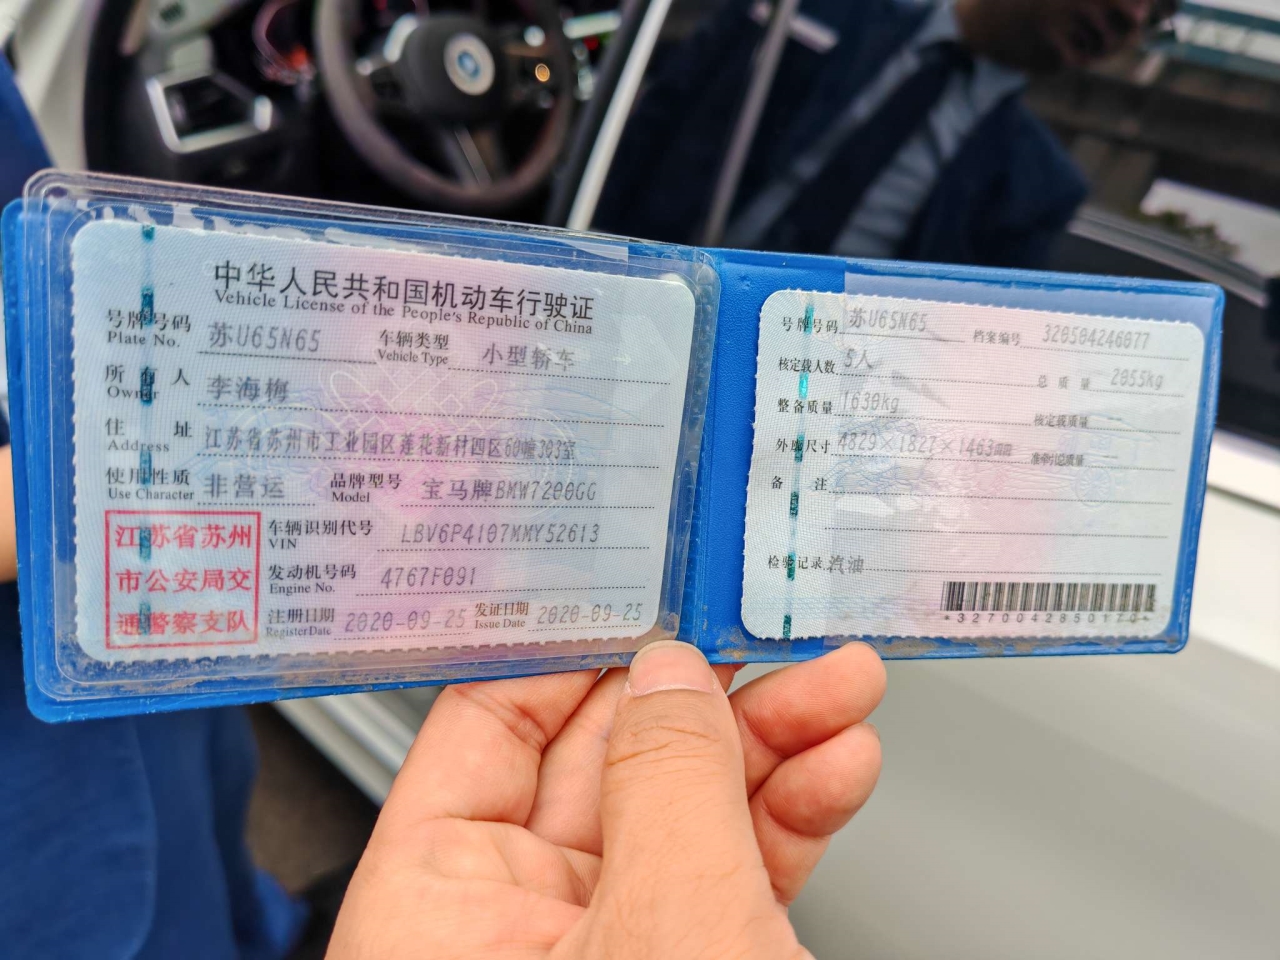 中华人民共和国机动车行驶证
Vehicle License of the People's Republic of China
号牌号码 苏U65N65 车辆类型 小型轿车
Plate No. Vehicle Type
所有人 李海梅
Owner
住址 江苏省苏州市工业园区莲花新村四区60幢303室
Address
使用性质 非营运 品牌型号 宝马牌BMW7200GG
Use Character Model
江苏省苏州
市公安局交
通警察支队
车辆识别代号 LBV6P4107MMY52613
VIN
发动机号码 4767F091
Engine No.
注册日期 2020-09-25 发证日期 2020-09-25
Register Date Issue Date
号牌号码 苏U65N65 档案编号 320504246077
核定载人数 5人 总质量 2055kg
整备质量 1630kg 核定载质量 --
外廓尺寸 4829×1827×1463mm 准牵引总质量 --
备注
检验记录 汽油
*3270042850170*